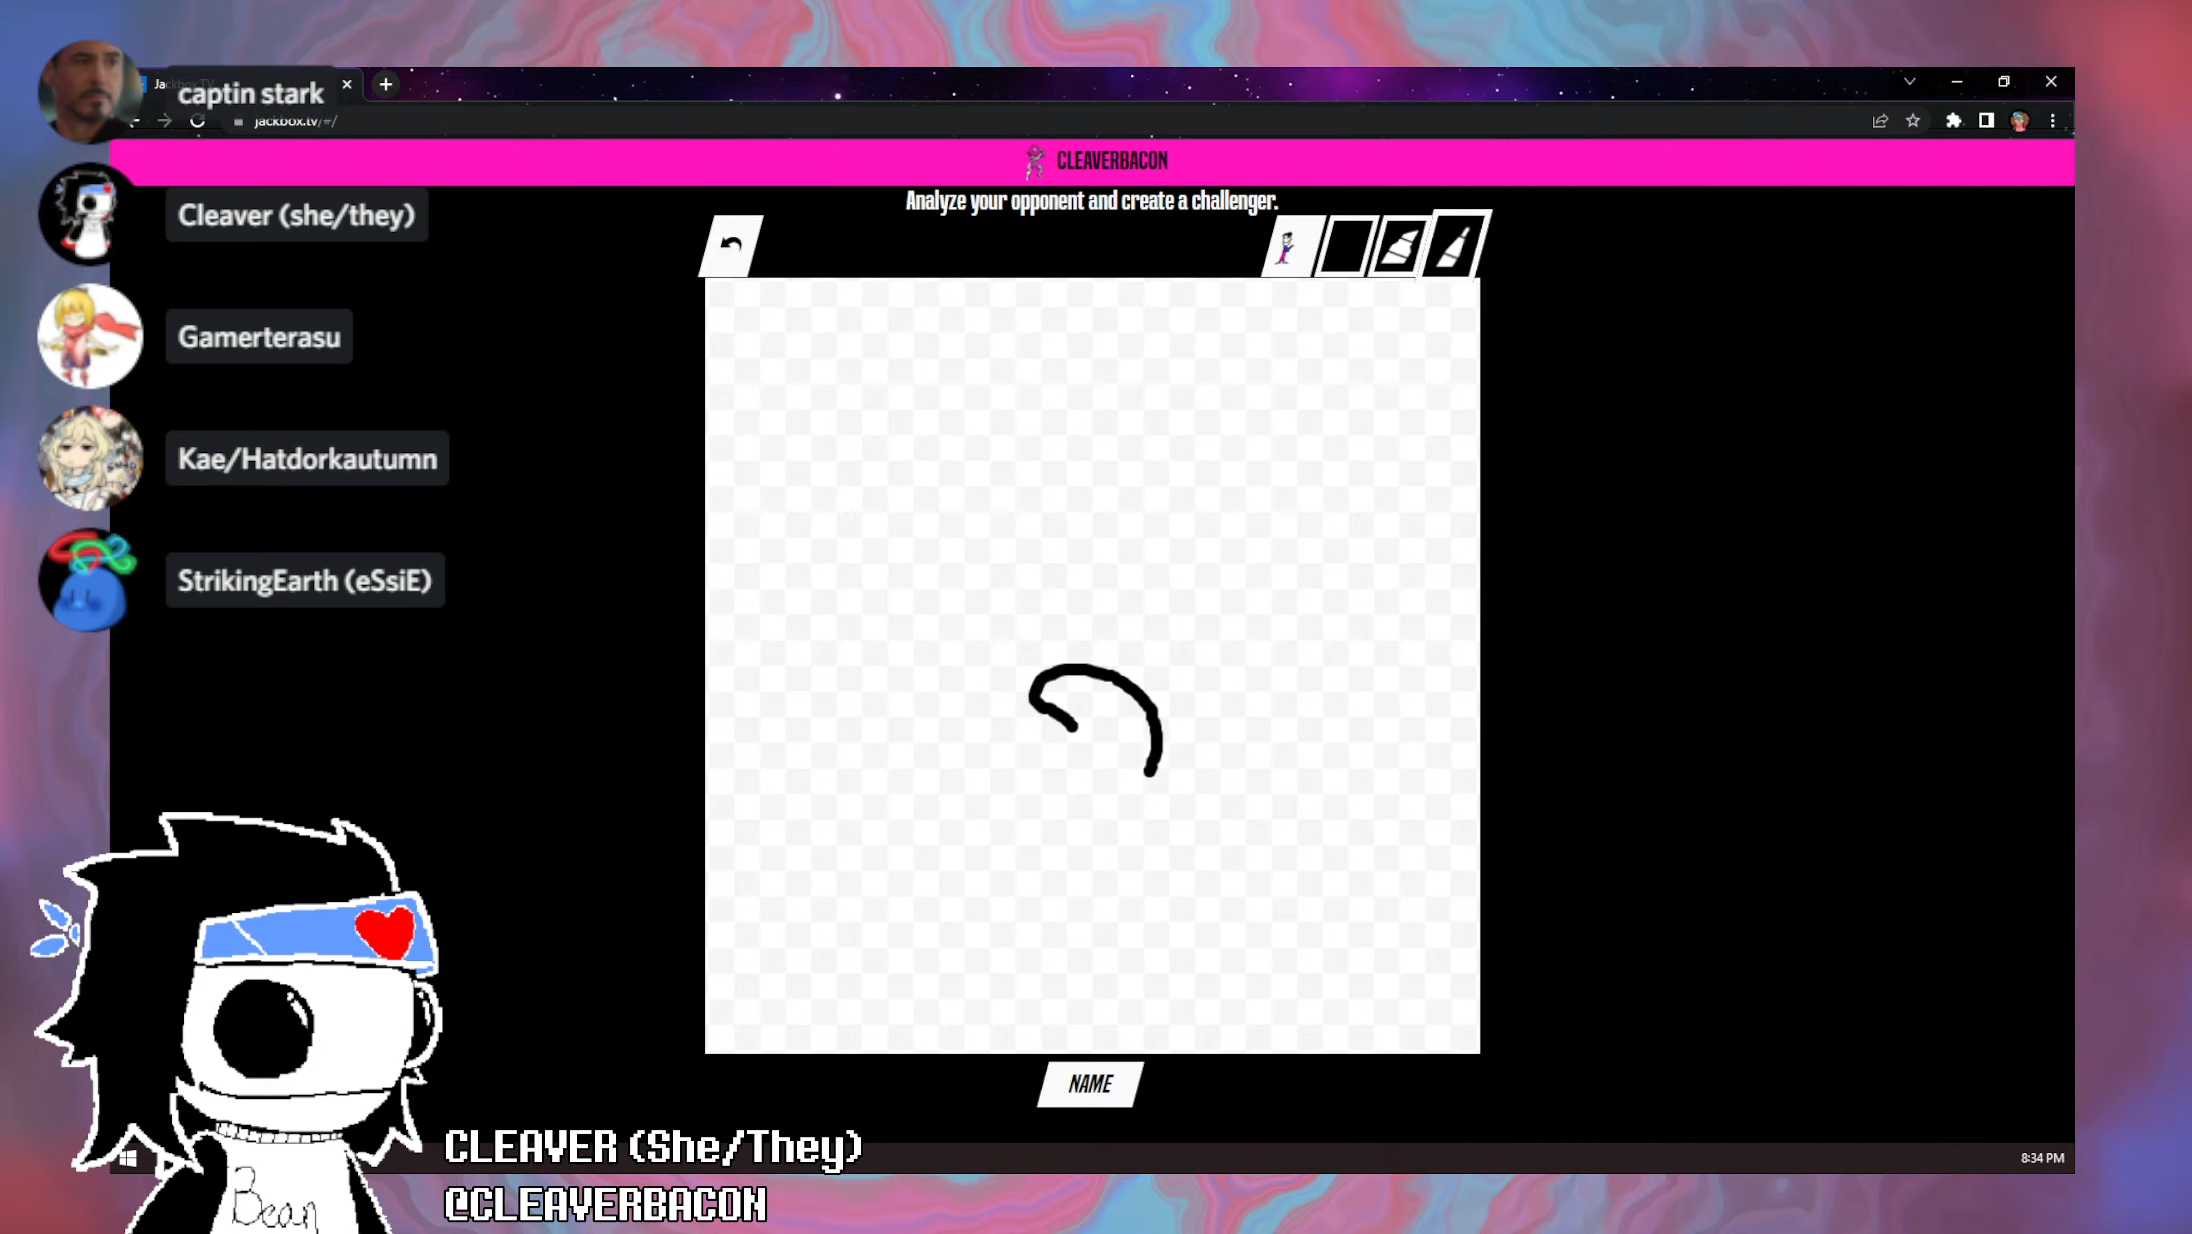 captin stark
jackbox.tv/#/
CLEAVERBACON
Analyze your opponent and create a challenger.
Cleaver (she/they)
Gamerterasu
Kae/Hatdorkautumn
StrikingEarth (eSsiE)
NAME
Bean
CLEAVER (She/They)
@CLEAVERBACON
8:34 PM